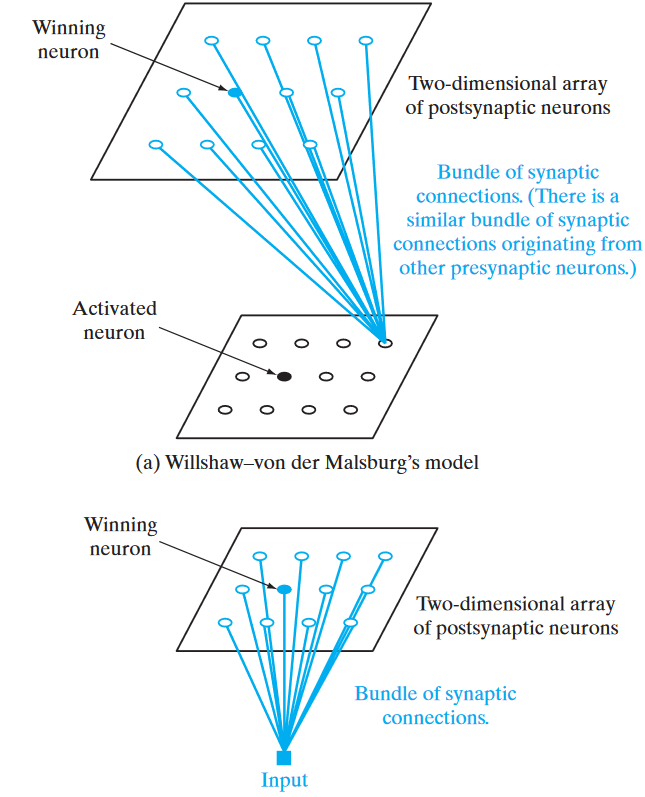 Winning
neuron
Two-dimensional array
of postsynaptic neurons
Bundle of synaptic
connections. (There is a
similar bundle of synaptic
connections originating from
other presynaptic neurons.)
Activated
neuron
(a) Willshaw–von der Malsburg's model
Winning
neuron
Two-dimensional array
of postsynaptic neurons
Bundle of synaptic
connections.
Input